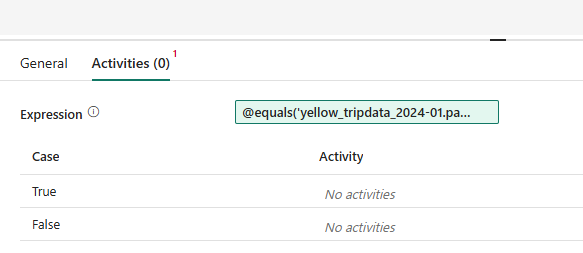 General
Activities (0) 1
Expression
@equals('yellow_tripdata_2024-01.pa...
Case Activity
True No activities
False No activities